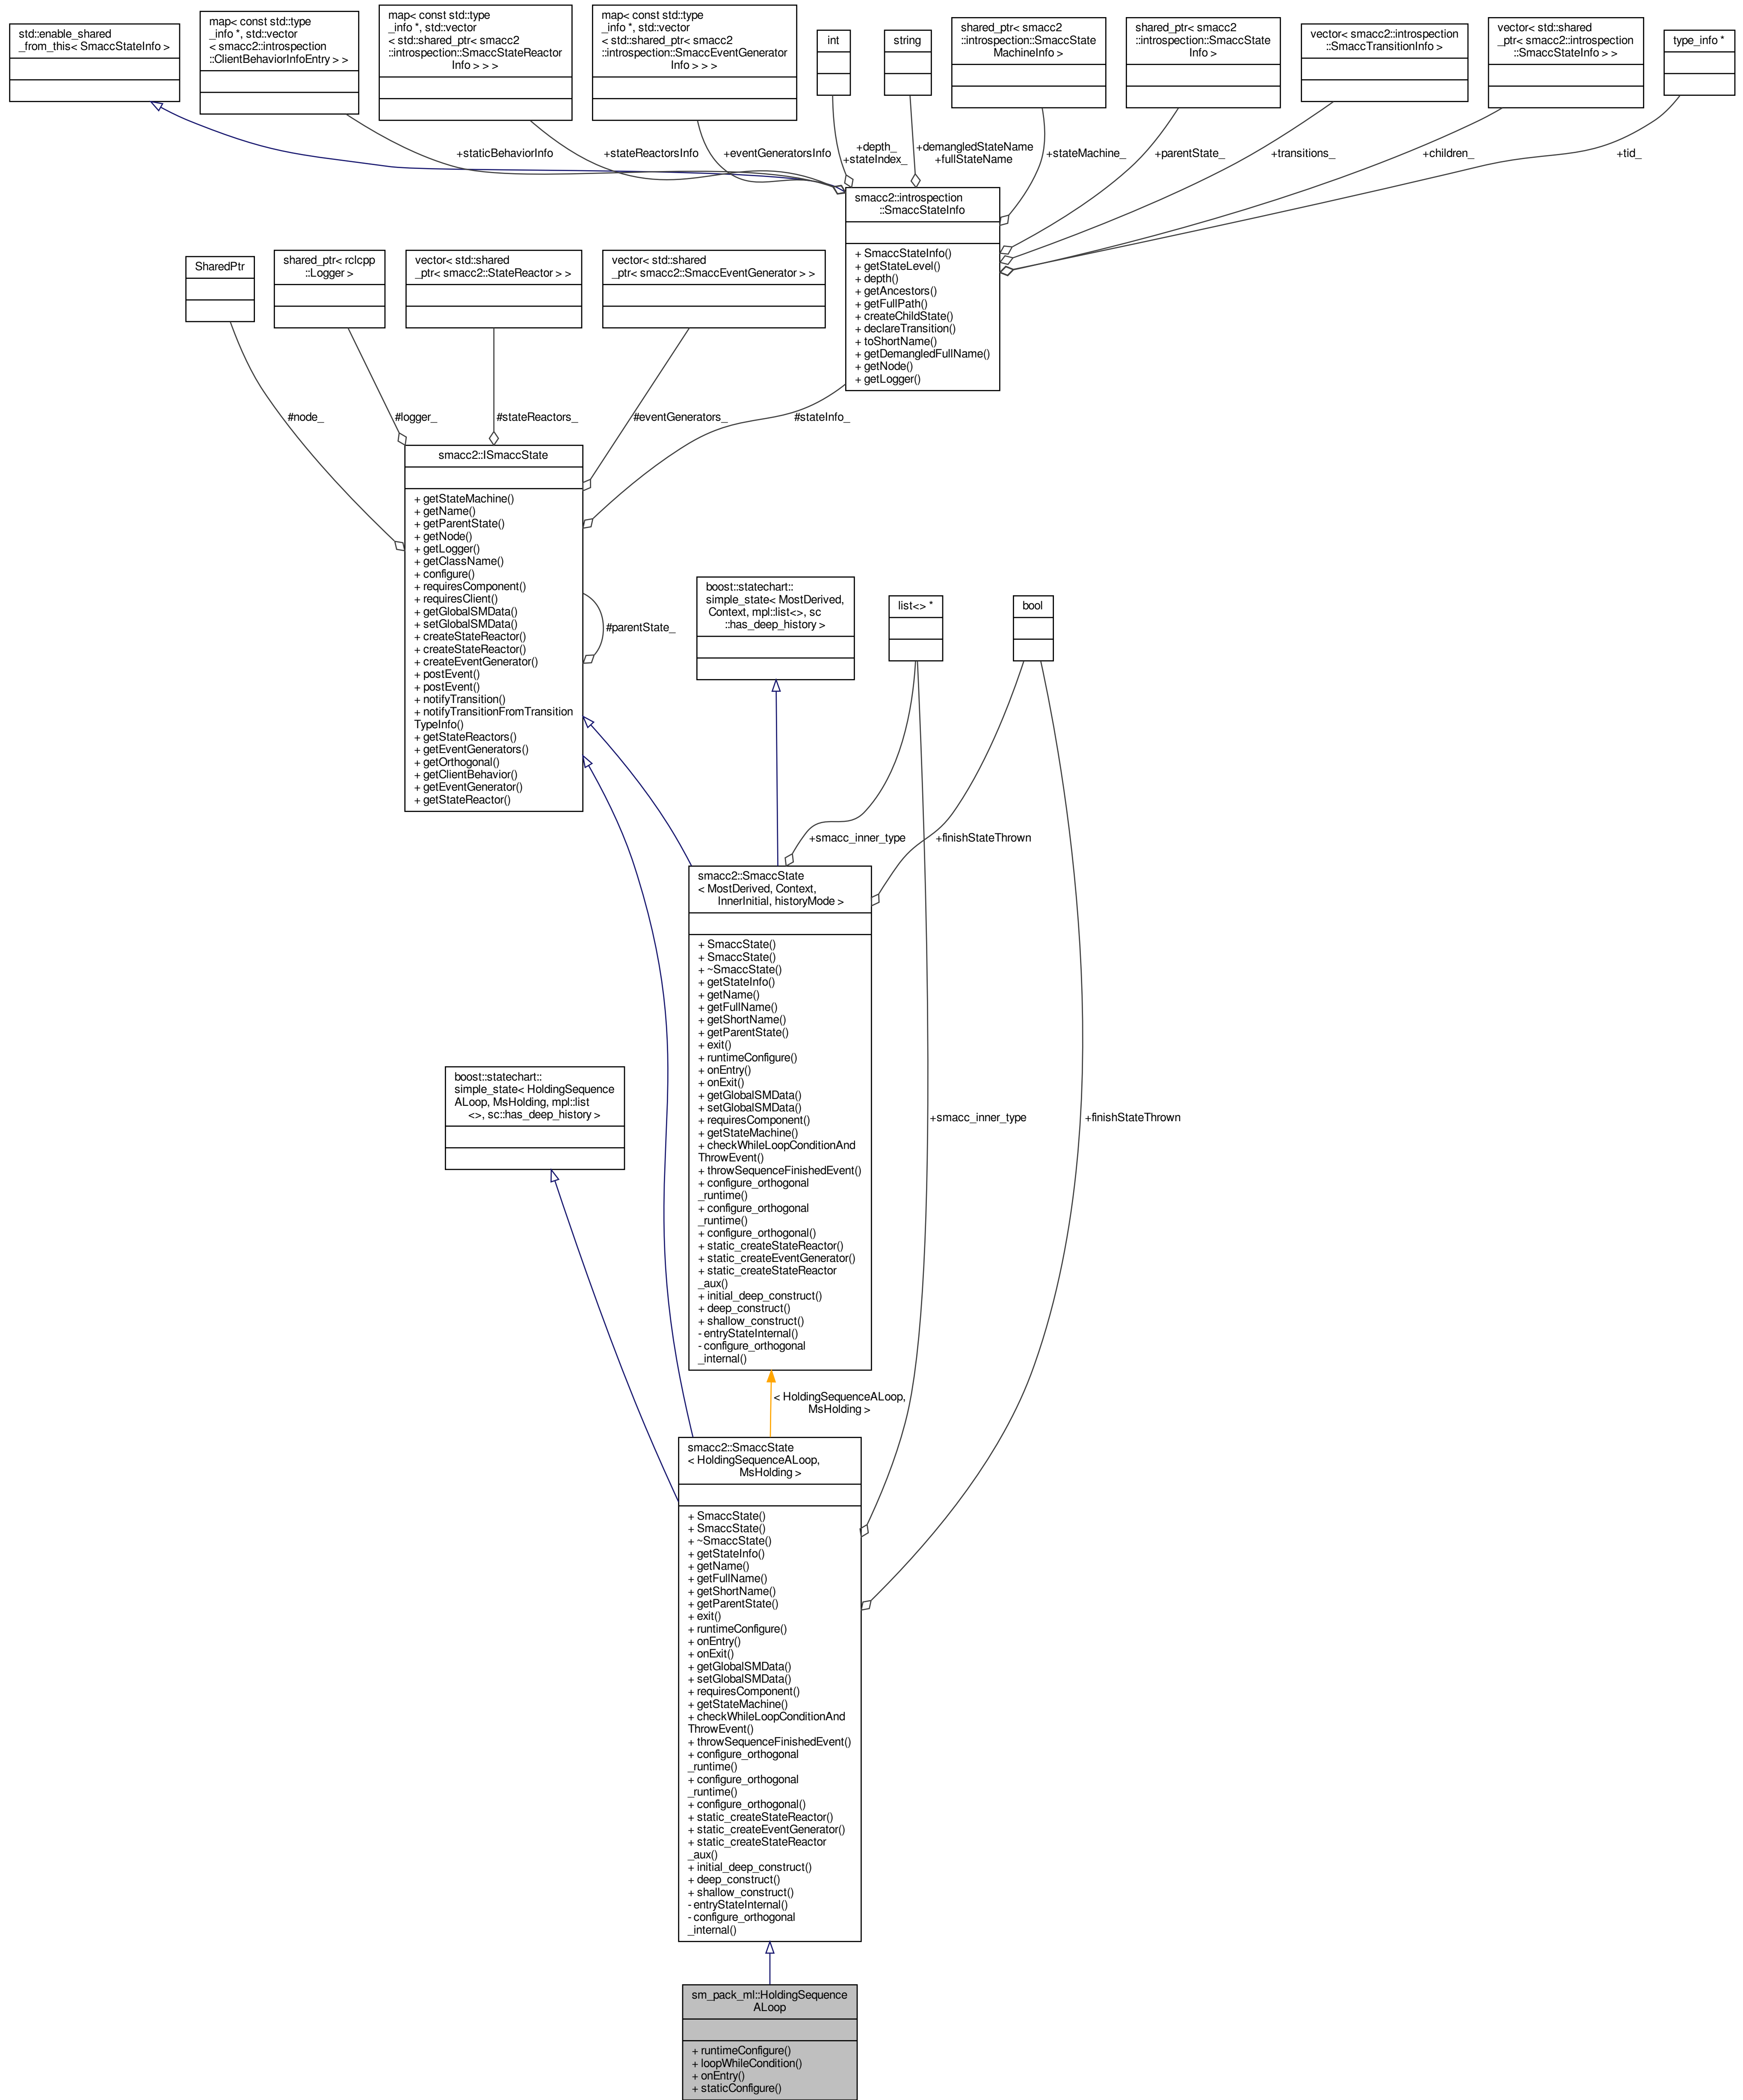 std::enable_shared
_from_this< SmaccStateInfo >
map< const std::type
_info *, std::vector
< smacc2::introspection
::ClientBehaviorInfoEntry > >
map< const std::type
_info *, std::vector
< std::shared_ptr< smacc2
::introspection::SmaccStateReactor
Info > > >
map< const std::type
_info *, std::vector
< std::shared_ptr< smacc2
::introspection::SmaccEventGenerator
Info > > >
int
string
shared_ptr< smacc2
::introspection::SmaccState
MachineInfo >
shared_ptr< smacc2
::introspection::SmaccState
Info >
vector< smacc2::introspection
::SmaccTransitionInfo >
vector< std::shared
_ptr< smacc2::introspection
::SmaccStateInfo > >
type_info *
+staticBehaviorInfo
+stateReactorsInfo
+eventGeneratorsInfo
+depth_
+stateIndex_
+demangledStateName
+fullStateName
+stateMachine_
+parentState_
+transitions_
+children_
+tid_
smacc2::introspection
::SmaccStateInfo
+ SmaccStateInfo()
+ getStateLevel()
+ depth()
+ getAncestors()
+ getFullPath()
+ createChildState()
+ declareTransition()
+ toShortName()
+ getDemangledFullName()
+ getNode()
+ getLogger()
SharedPtr
shared_ptr< rclcpp
::Logger >
vector< std::shared
_ptr< smacc2::StateReactor > >
vector< std::shared
_ptr< smacc2::SmaccEventGenerator > >
#node_
#logger_
#stateReactors_
#eventGenerators_
#stateInfo_
smacc2::ISmaccState
+ getStateMachine()
+ getName()
+ getParentState()
+ getNode()
+ getLogger()
+ getClassName()
+ configure()
+ requiresComponent()
+ requiresClient()
+ getGlobalSMData()
+ setGlobalSMData()
+ createStateReactor()
+ createStateReactor()
+ createEventGenerator()
+ postEvent()
+ postEvent()
+ notifyTransition()
+ notifyTransitionFromTransition
TypeInfo()
+ getStateReactors()
+ getEventGenerators()
+ getOrthogonal()
+ getClientBehavior()
+ getEventGenerator()
+ getStateReactor()
#parentState_
boost::statechart::
simple_state< MostDerived,
Context, mpl::list<>, sc
::has_deep_history >
list<> *
bool
+smacc_inner_type
+finishStateThrown
smacc2::SmaccState
< MostDerived, Context,
InnerInitial, historyMode >
+ SmaccState()
+ SmaccState()
+ ~SmaccState()
+ getStateInfo()
+ getName()
+ getFullName()
+ getShortName()
+ getParentState()
+ exit()
+ runtimeConfigure()
+ onEntry()
+ onExit()
+ getGlobalSMData()
+ setGlobalSMData()
+ requiresComponent()
+ getStateMachine()
+ checkWhileLoopConditionAnd
ThrowEvent()
+ throwSequenceFinishedEvent()
+ configure_orthogonal
_runtime()
+ configure_orthogonal
_runtime()
+ configure_orthogonal()
+ static_createStateReactor()
+ static_createEventGenerator()
+ static_createStateReactor
_aux()
+ initial_deep_construct()
+ deep_construct()
+ shallow_construct()
- entryStateInternal()
- configure_orthogonal
_internal()
boost::statechart::
simple_state< HoldingSequence
ALoop, MsHolding, mpl::list
<>, sc::has_deep_history >
+smacc_inner_type
+finishStateThrown
< HoldingSequenceALoop,
MsHolding >
smacc2::SmaccState
< HoldingSequenceALoop,
MsHolding >
+ SmaccState()
+ SmaccState()
+ ~SmaccState()
+ getStateInfo()
+ getName()
+ getFullName()
+ getShortName()
+ getParentState()
+ exit()
+ runtimeConfigure()
+ onEntry()
+ onExit()
+ getGlobalSMData()
+ setGlobalSMData()
+ requiresComponent()
+ getStateMachine()
+ checkWhileLoopConditionAnd
ThrowEvent()
+ throwSequenceFinishedEvent()
+ configure_orthogonal
_runtime()
+ configure_orthogonal
_runtime()
+ configure_orthogonal()
+ static_createStateReactor()
+ static_createEventGenerator()
+ static_createStateReactor
_aux()
+ initial_deep_construct()
+ deep_construct()
+ shallow_construct()
- entryStateInternal()
- configure_orthogonal
_internal()
sm_pack_ml::HoldingSequence
ALoop
+ runtimeConfigure()
+ loopWhileCondition()
+ onEntry()
+ staticConfigure()